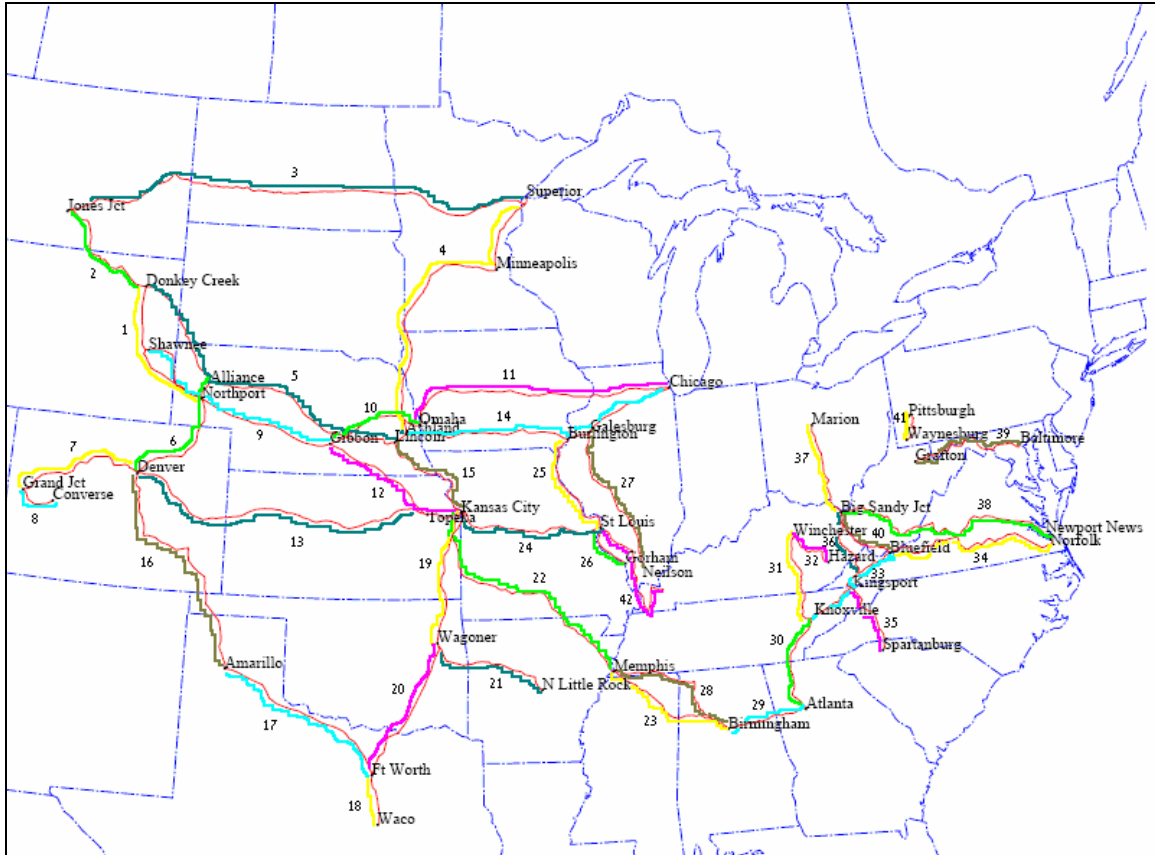 3
Superior
Jones Jct
4
Minneapolis
2
Donkey Creek
1
Shawnee
Alliance
5
11
Chicago
Northport
10
14
Omaha
Ashland
Galesburg
Marion
41
Pittsburgh
Waynesburg
39
Baltimore
Grafton
9
Gibbon
Lincoln
Burlington
7
6
Denver
Grand Jct
Converse
8
12
15
25
27
37
Kansas City
Topeka
St Louis
13
24
Big Sandy Jct
38
Newport News
Norfolk
Winchester
36
40
Bluefield
Hazard
32
33
34
16
19
22
26
Gorham
Neilson
42
31
Kingsport
Knoxville
35
30
Spartanburg
Wagoner
Amarillo
Memphis
20
21
N Little Rock
28
29
Atlanta
17
23
Birmingham
Ft Worth
18
Waco